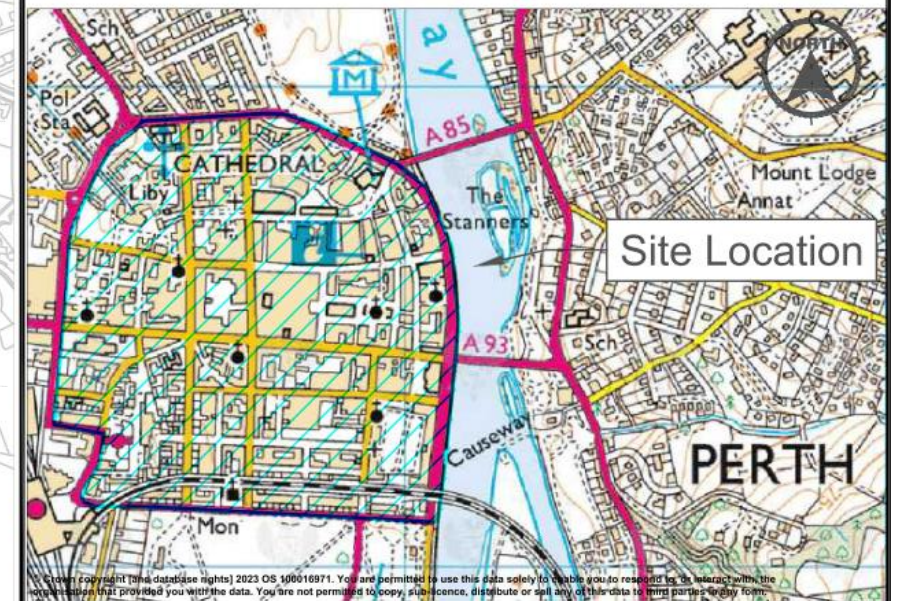 Sch
ay
NORTH
Pol
Sta
A 85
CATHEDRAL
Liby
M
The
Stanners
Mount Lodge
Annat
Site Location
A 93
Sch
Causeway
PERTH
Mon
Crown copyright [and database rights] 2023 OS 100016971. You are permitted to use this data solely to enable you to respond to, or interact with, the
organisation that provided you with the data. You are not permitted to copy, sub-licence, distribute or sell any of this data to third parties in any form.